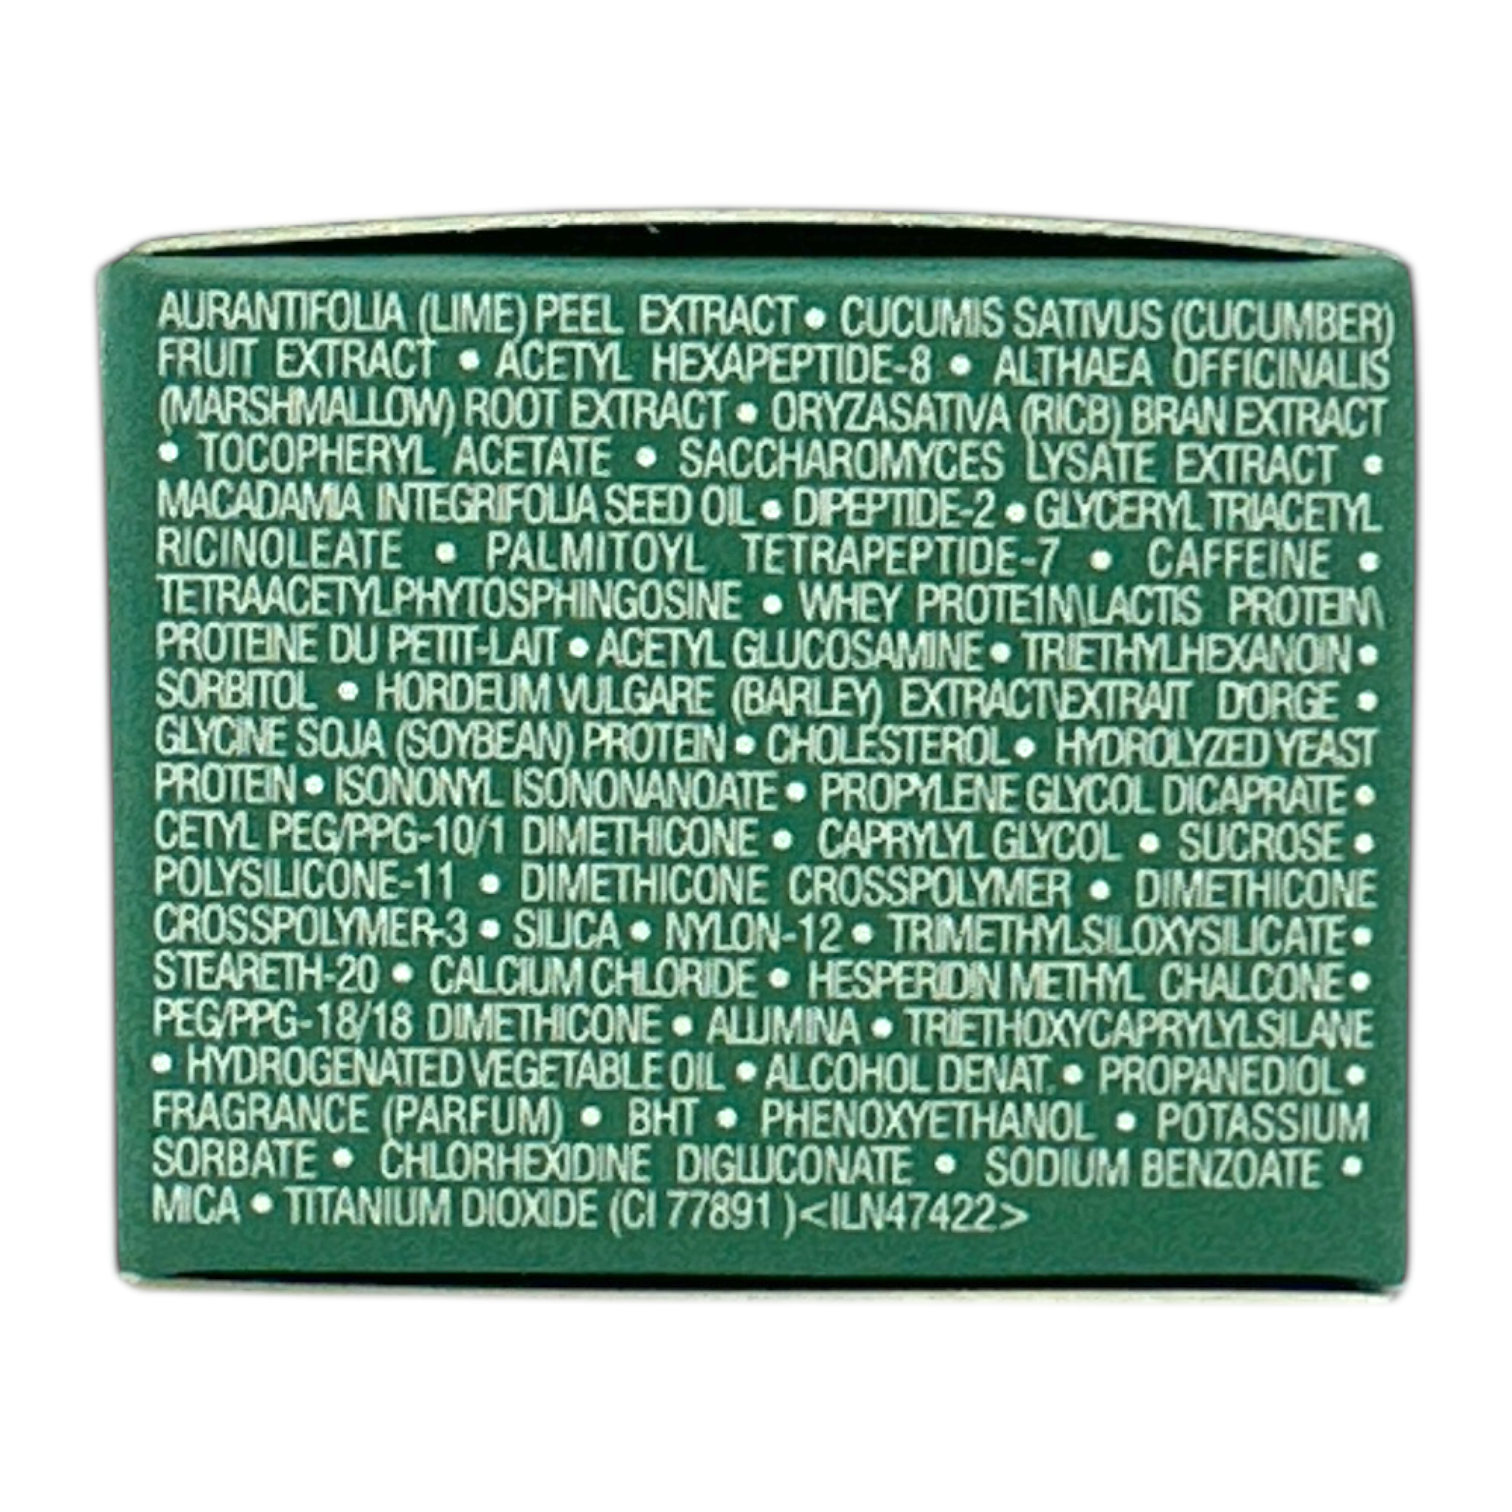 AURANTIFOLIA (LIME) PEEL EXTRACT • CUCUMIS SATIVUS (CUCUMBER)
FRUIT EXTRACT • ACETYL HEXAPEPTIDE-8 • ALTHAEA OFFICINALIS
(MARSHMALLOW) ROOT EXTRACT • ORYZASATIVA (RICB) BRAN EXTRACT
• TOCOPHERYL ACETATE • SACCHAROMYCES LYSATE EXTRACT •
MACADAMIA INTEGRIFOLIA SEED OIL • DIPEPTIDE-2 • GLYCERYL TRIACETYL
RICINOLEATE • PALMITOYL TETRAPEPTIDE-7 • CAFFEINE •
TETRAACETYLPHYTOSPHINGOSINE • WHEY PROTE1N\LACTIS PROTEIN\
PROTEINE DU PETIT-LAIT • ACETYL GLUCOSAMINE • TRIETHYLHEXANOIN •
SORBITOL • HORDEUM VULGARE (BARLEY) EXTRACT\EXTRAIT D'ORGE •
GLYCINE SOJA (SOYBEAN) PROTEIN • CHOLESTEROL • HYDROLYZED YEAST
PROTEIN • ISONONYL ISONONANOATE • PROPYLENE GLYCOL DICAPRATE •
CETYL PEG/PPG-10/1 DIMETHICONE • CAPRYLYL GLYCOL • SUCROSE •
POLYSILICONE-11 • DIMETHICONE CROSSPOLYMER • DIMETHICONE
CROSSPOLYMER-3 • SILICA • NYLON-12 • TRIMETHYLSILOXYSILICATE •
STEARETH-20 • CALCIUM CHLORIDE • HESPERIDIN METHYL CHALCONE •
PEG/PPG-18/18 DIMETHICONE • ALUMINA • TRIETHOXYCAPRYLYLSILANE
• HYDROGENATED VEGETABLE OIL • ALCOHOL DENAT. • PROPANEDIOL •
FRAGRANCE (PARFUM) • BHT • PHENOXYETHANOL • POTASSIUM
SORBATE • CHLORHEXIDINE DIGLUCONATE • SODIUM BENZOATE •
MICA • TITANIUM DIOXIDE (CI 77891 )<ILN47422>